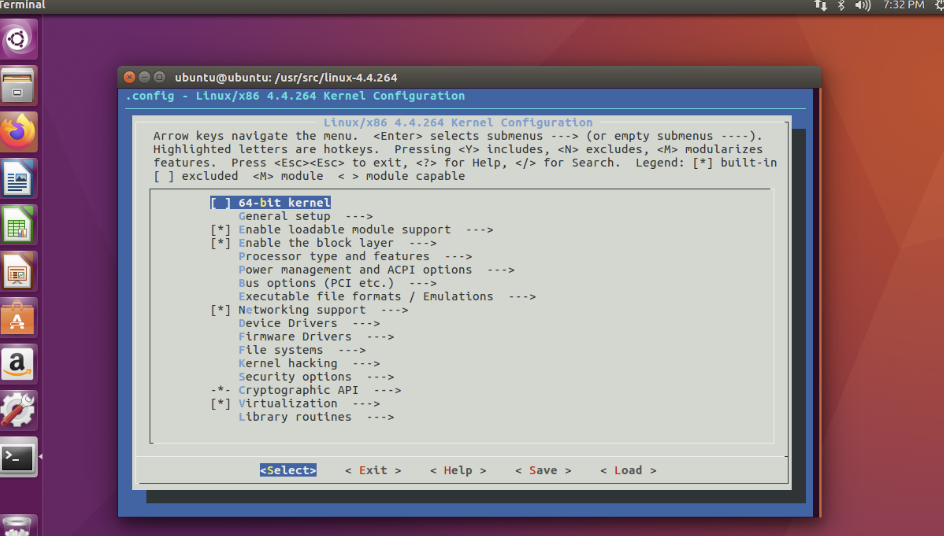 Terminal
7:32 PM
ubuntu@ubuntu: /usr/src/linux-4.4.264
.config - Linux/x86 4.4.264 Kernel Configuration
Linux/x86 4.4.264 Kernel Configuration
Arrow keys navigate the menu.  <Enter> selects submenus ---> (or empty submenus ----).
Highlighted letters are hotkeys.  Pressing <Y> includes, <N> excludes, <M> modularizes
features.  Press <Esc><Esc> to exit, <?> for Help, </> for Search.  Legend: [*] built-in
[ ] excluded  <M> module  < > module capable
[ ] 64-bit kernel
General setup  --->
[*] Enable loadable module support  --->
[*] Enable the block layer  --->
Processor type and features  --->
Power management and ACPI options  --->
Bus options (PCI etc.)  --->
Executable file formats / Emulations  --->
[*] Networking support  --->
Device Drivers  --->
Firmware Drivers  --->
File systems  --->
Kernel hacking  --->
Security options  --->
-*- Cryptographic API  --->
[*] Virtualization  --->
Library routines  --->
<Select>    < Exit >    < Help >    < Save >    < Load >